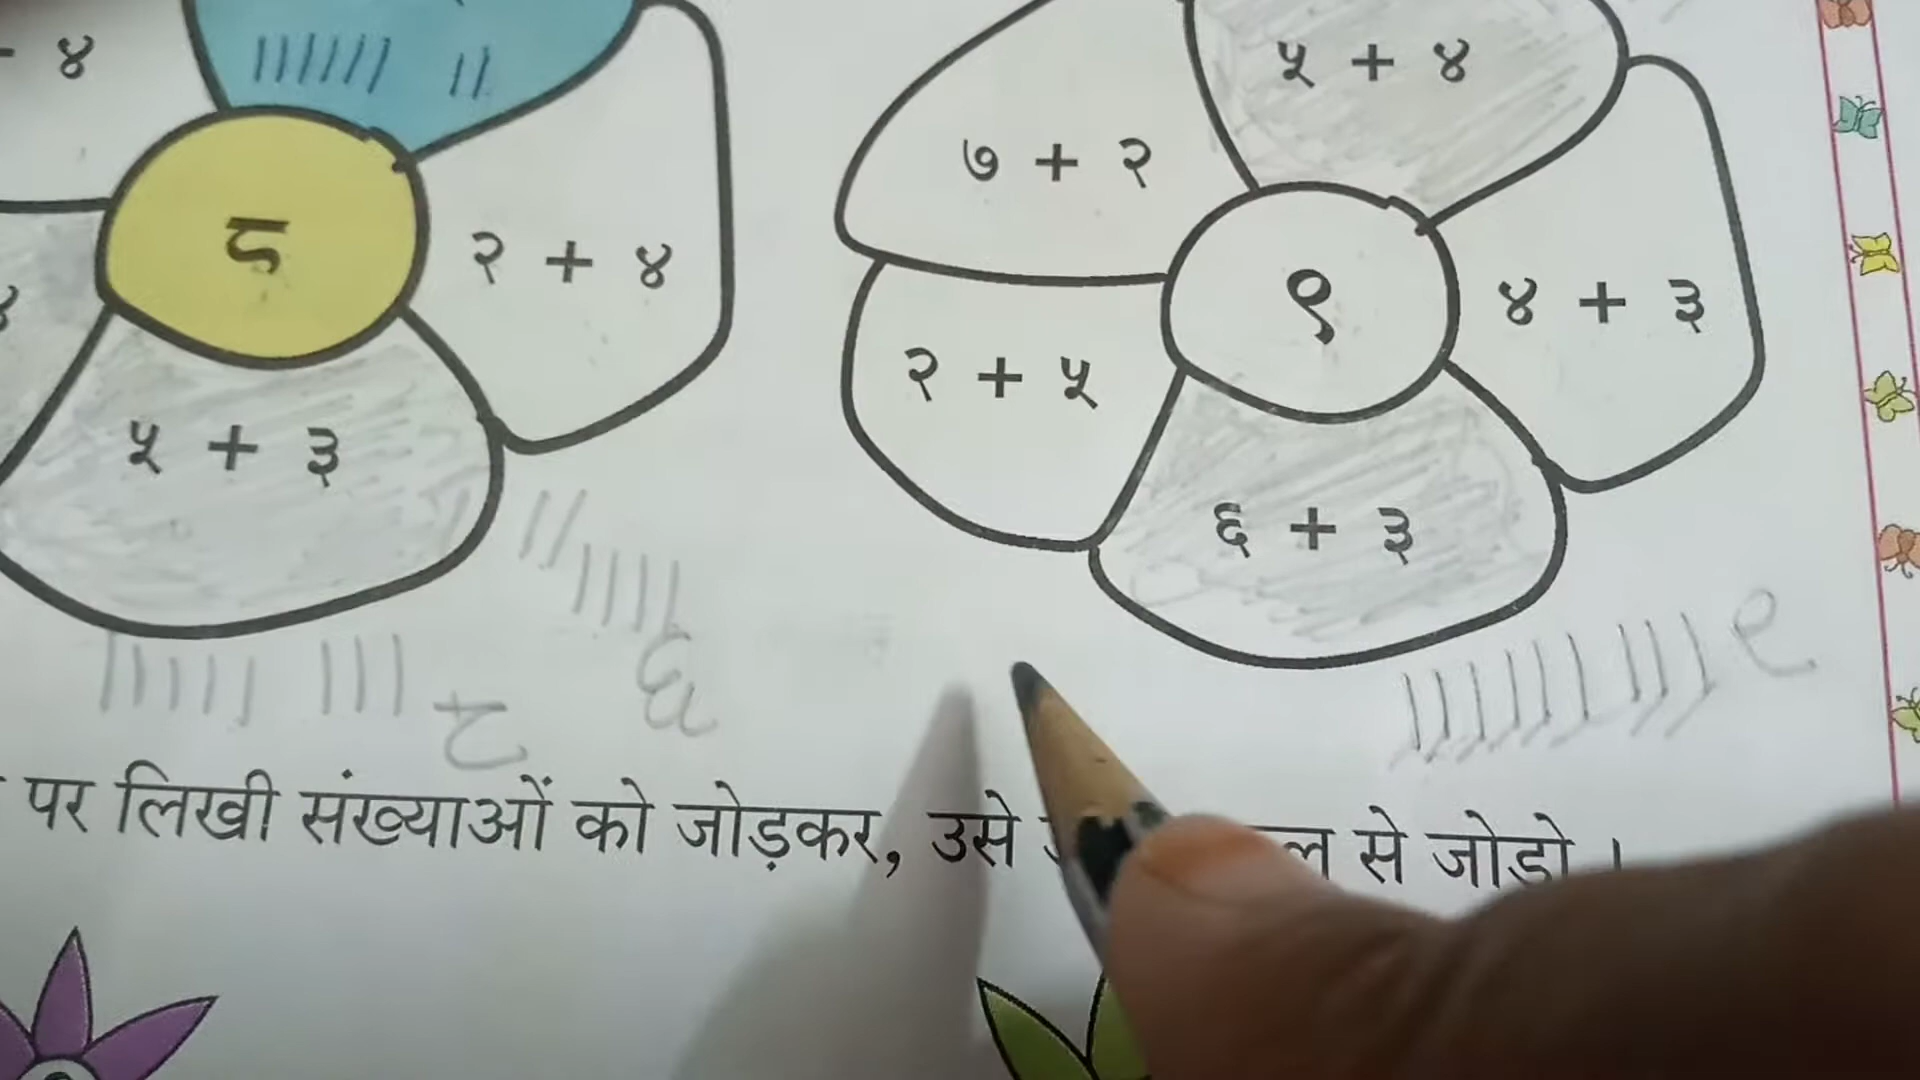 - ४
५ + ४
७ + २
८
२ + ४
९
४ + ३
२ + ५
५ + ३
६ + ३
८
६
९
पर लिखी संख्याओं को जोड़कर, उसे से जोड़ो ।